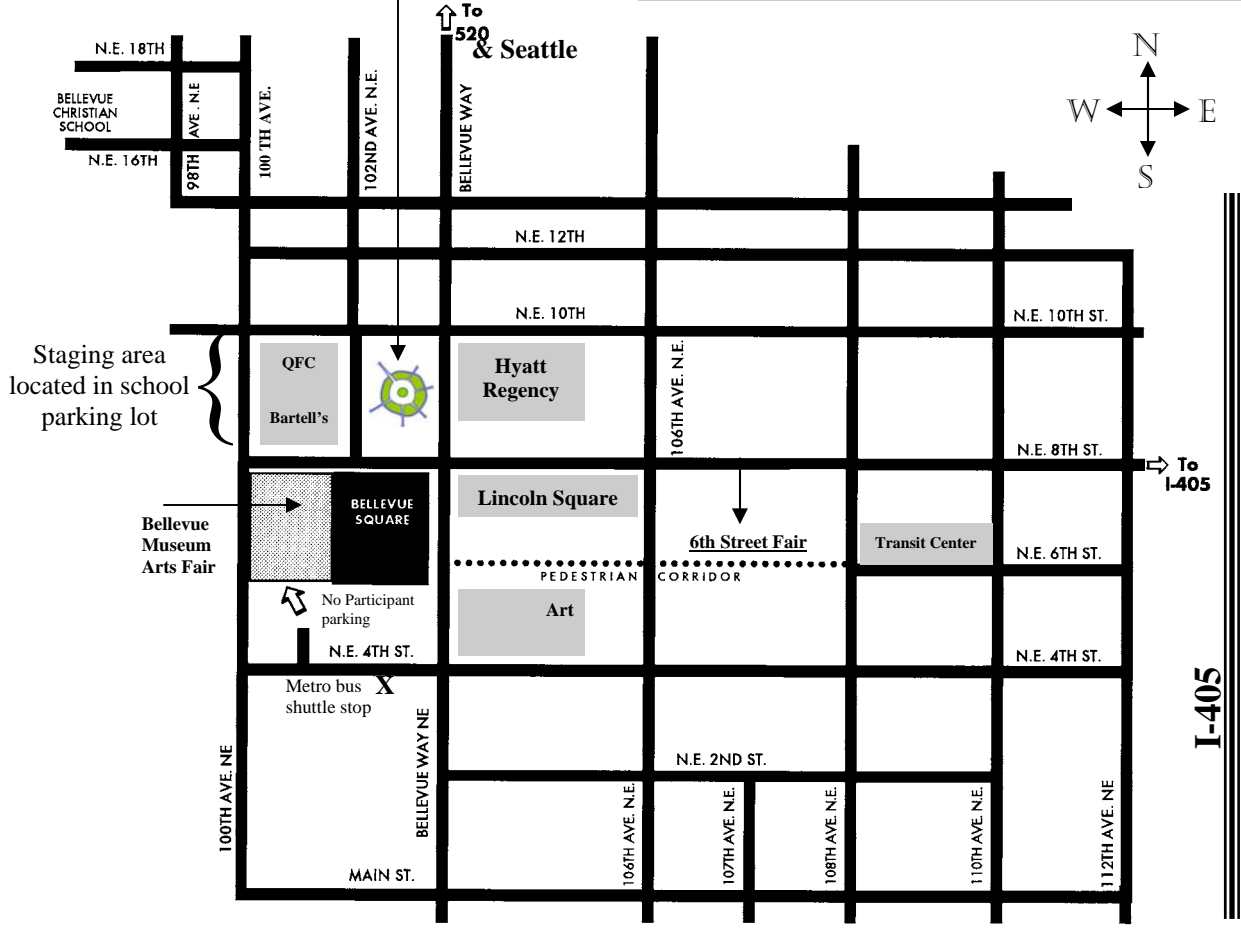 To
520
& Seattle
N.E. 18TH
BELLEVUE
CHRISTIAN
SCHOOL
N.E. 16TH
98TH AVE. N.E
100 TH AVE.
102ND AVE. N.E.
BELLEVUE WAY
N
W E
S
N.E. 12TH
N.E. 10TH
N.E. 10TH ST.
Staging area
located in school
parking lot
{
QFC
Bartell's
Hyatt
Regency
106TH AVE. N.E.
N.E. 8TH ST.
To
I-405
BELLEVUE
SQUARE
Lincoln Square
Bellevue
Museum
Arts Fair
6th Street Fair
Transit Center
N.E. 6TH ST.
PEDESTRIAN CORRIDOR
No Participant
parking
Art
N.E. 4TH ST.
N.E. 4TH ST.
Metro bus X
shuttle stop
I-405
100TH AVE. NE
BELLEVUE WAY NE
N.E. 2ND ST.
106TH AVE. N.E.
107TH AVE. N.E.
108TH AVE. N.E.
110TH AVE. N.E.
112TH AVE. NE
MAIN ST.